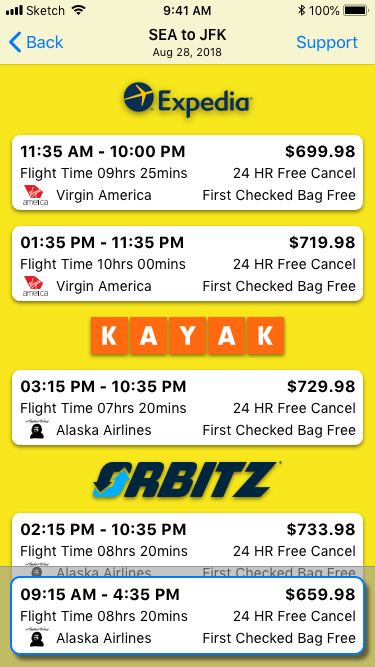 Sketch 9:41 AM 100%
Back SEA to JFK Support
Aug 28, 2018
Expedia
11:35 AM - 10:00 PM $699.98
Flight Time 09hrs 25mins 24 HR Free Cancel
america Virgin America First Checked Bag Free
01:35 PM - 11:35 PM $719.98
Flight Time 10hrs 00mins 24 HR Free Cancel
america Virgin America First Checked Bag Free
KAYAK
03:15 PM - 10:35 PM $729.98
Flight Time 07hrs 20mins 24 HR Free Cancel
Alaska Airlines First Checked Bag Free
ORBITZ
02:15 PM - 10:35 PM $733.98
Flight Time 08hrs 20mins 24 HR Free Cancel
Alaska Airlines First Checked Bag Free
09:15 AM - 4:35 PM $659.98
Flight Time 08hrs 20mins 24 HR Free Cancel
Alaska Airlines First Checked Bag Free